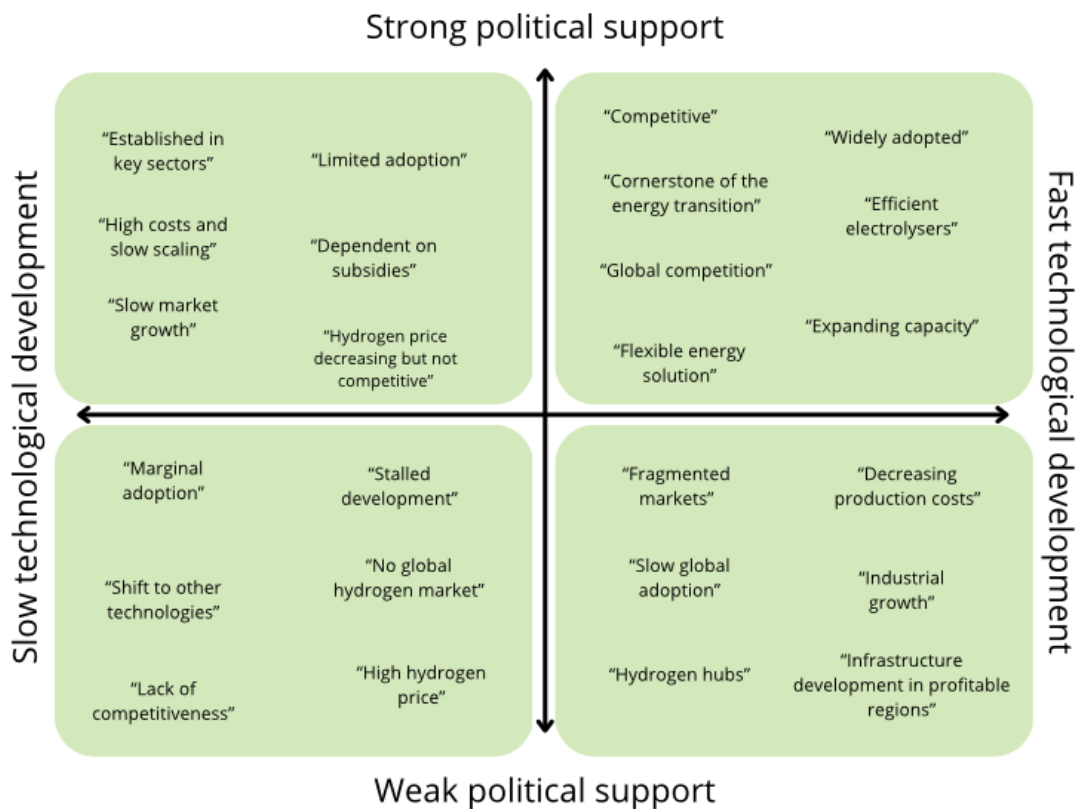 Strong political support
Slow technological development
Fast technological development
“Established in
key sectors”
“Limited adoption”
“High costs and
slow scaling”
“Dependent on
subsidies”
“Slow market
growth”
“Hydrogen price
decreasing but not
competitive”
“Competitive”
“Widely adopted”
“Cornerstone of the
energy transition”
“Efficient
electrolysers”
“Global competition”
“Expanding capacity”
“Flexible energy
solution”
“Marginal
adoption”
“Stalled
development”
“No global
hydrogen market”
“Shift to other
technologies”
“High hydrogen
price”
“Lack of
competitiveness”
“Fragmented
markets”
“Decreasing
production costs”
“Slow global
adoption”
“Industrial
growth”
“Hydrogen hubs”
“Infrastructure
development in profitable
regions”
Weak political support